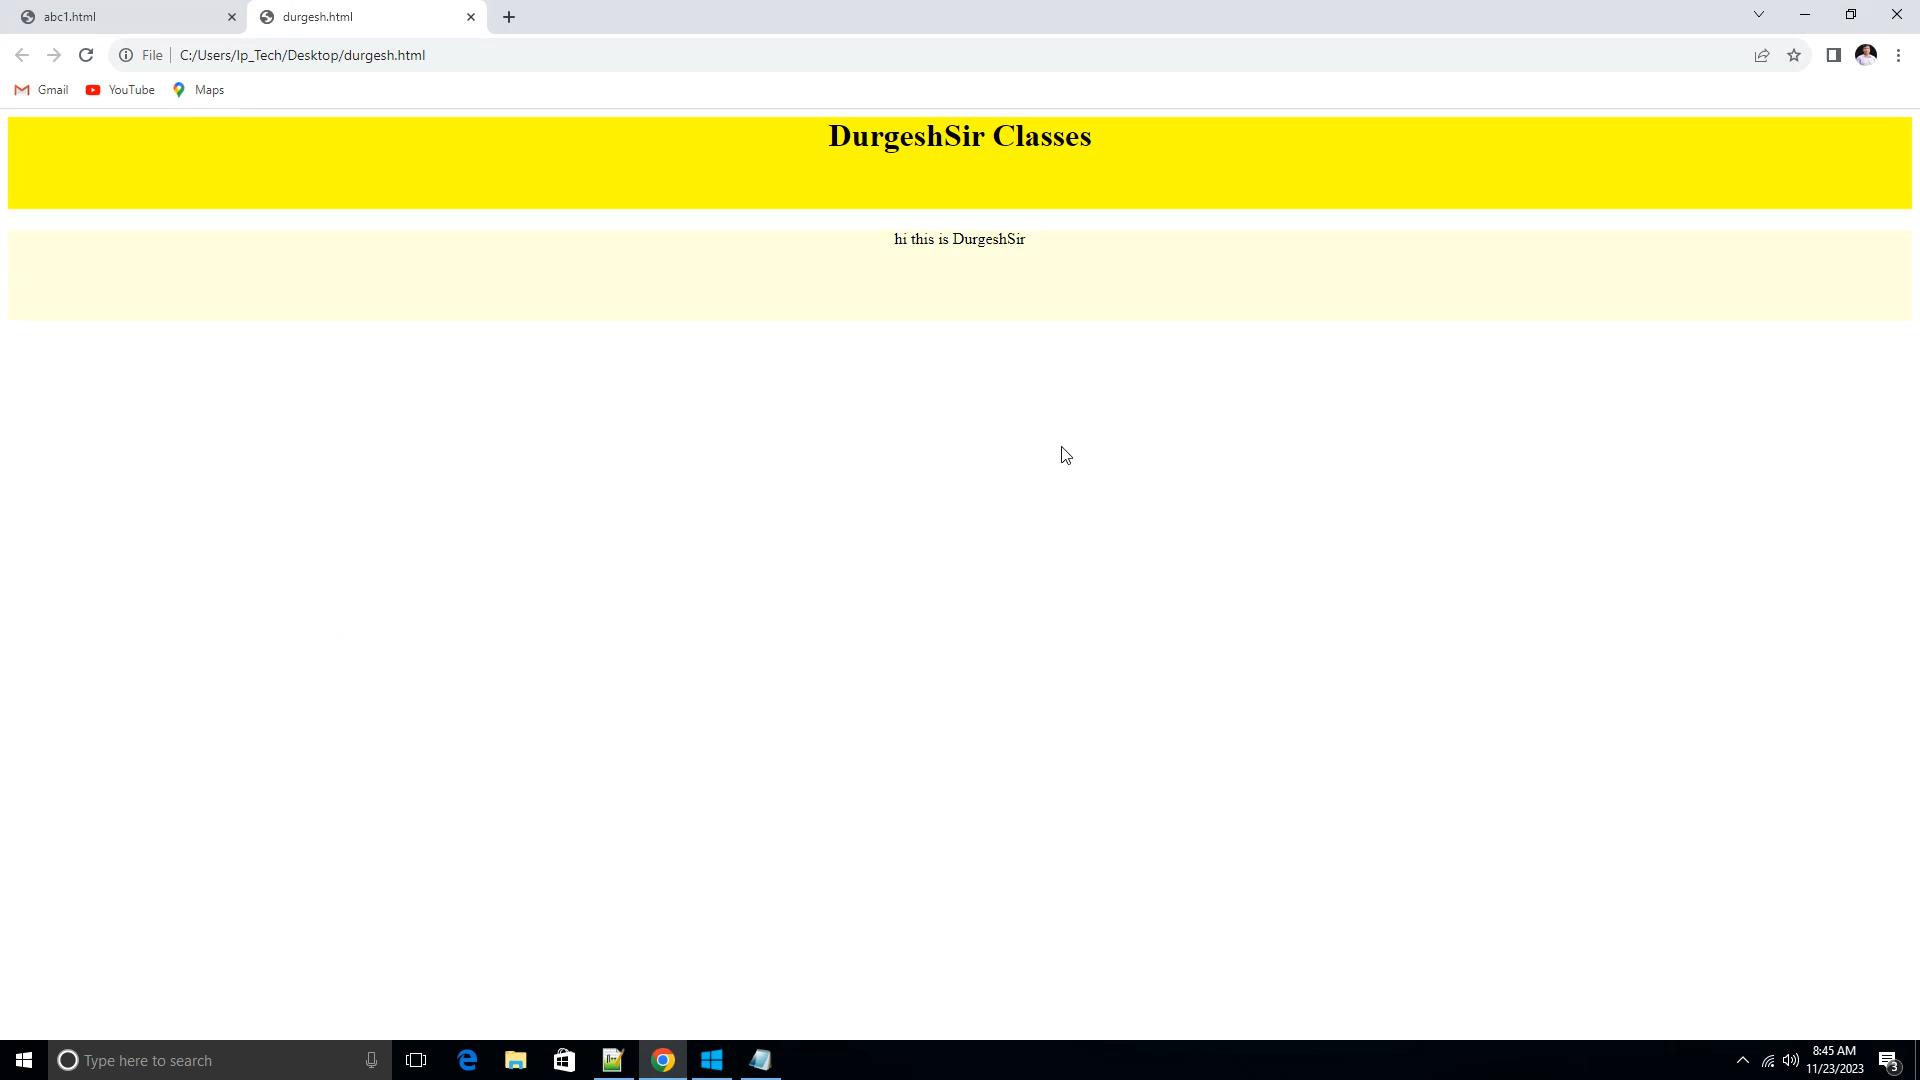 abc1.html
durgesh.html
File
C:/Users/Ip_Tech/Desktop/durgesh.html
Gmail
YouTube
Maps
DurgeshSir Classes
hi this is DurgeshSir
Type here to search
8:45 AM
11/23/2023
3